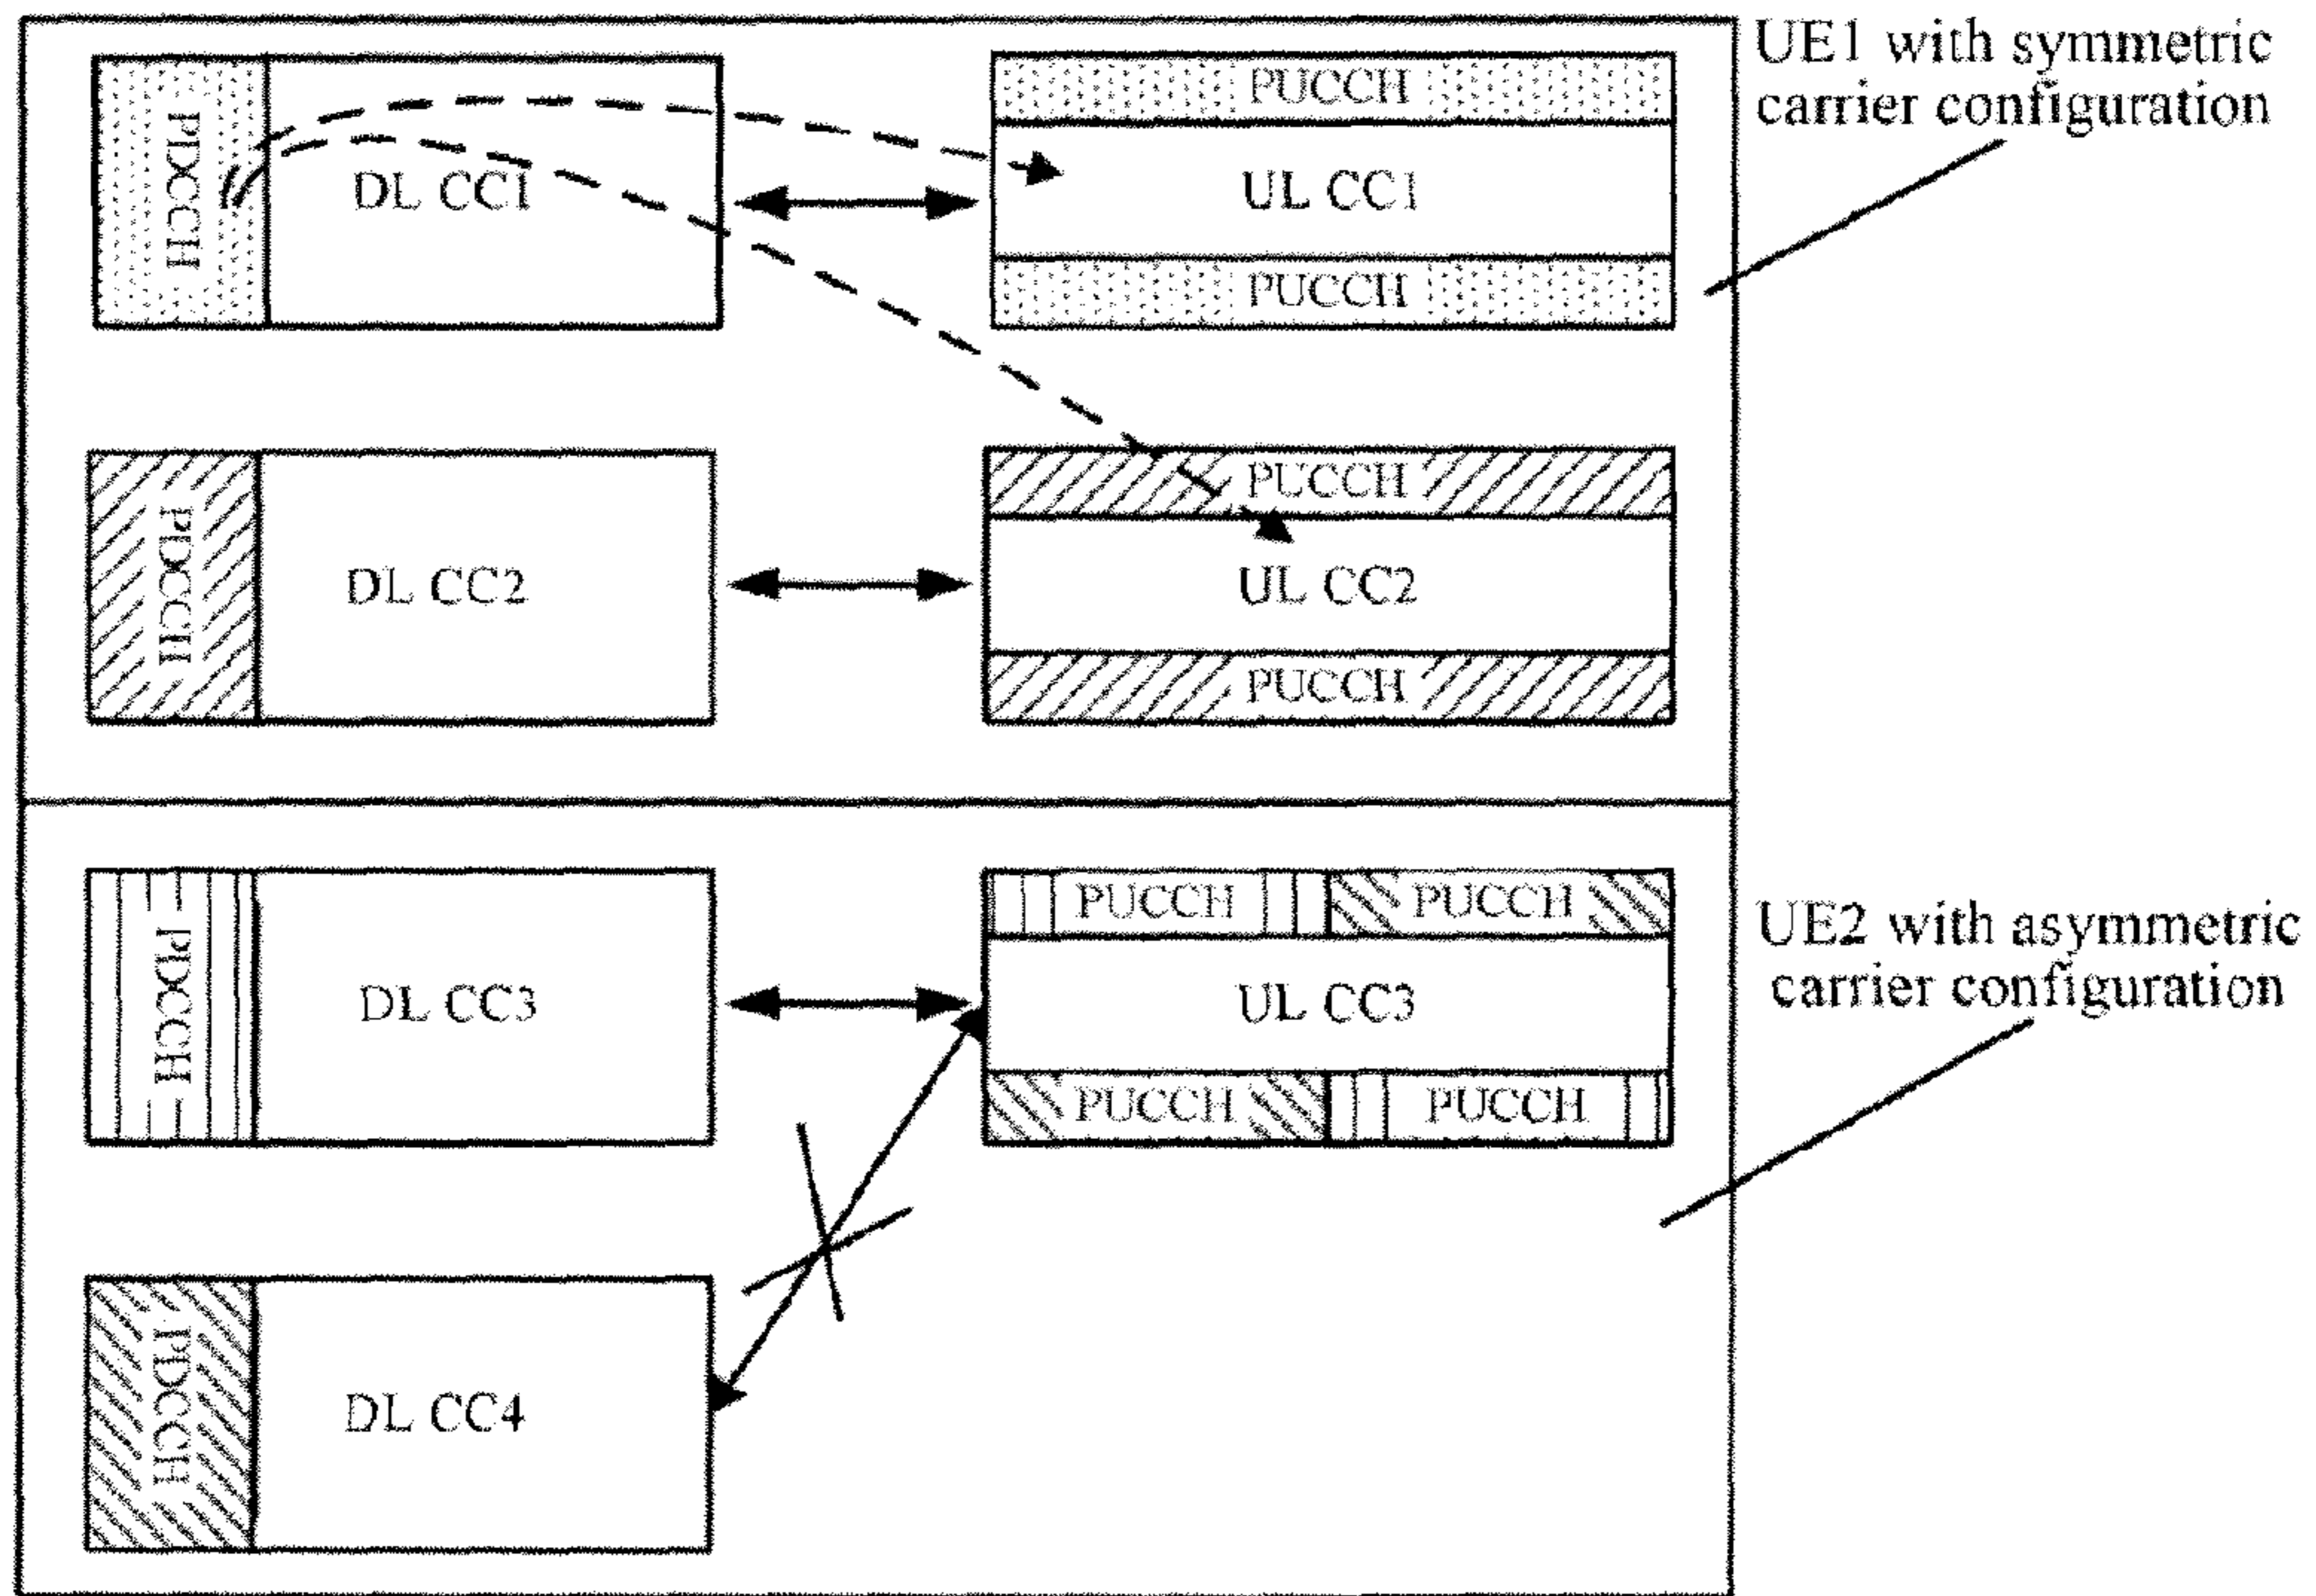 UE1 with symmetric
carrier configuration
PDCCH
DL CC1
PUCCH
UL CC1
PUCCH
PDCCH
DL CC2
PUCCH
UL CC2
PUCCH
UE2 with asymmetric
carrier configuration
PDCCH
DL CC3
PUCCH PUCCH
UL CC3
PUCCH PUCCH
PDCCH
DL CC4